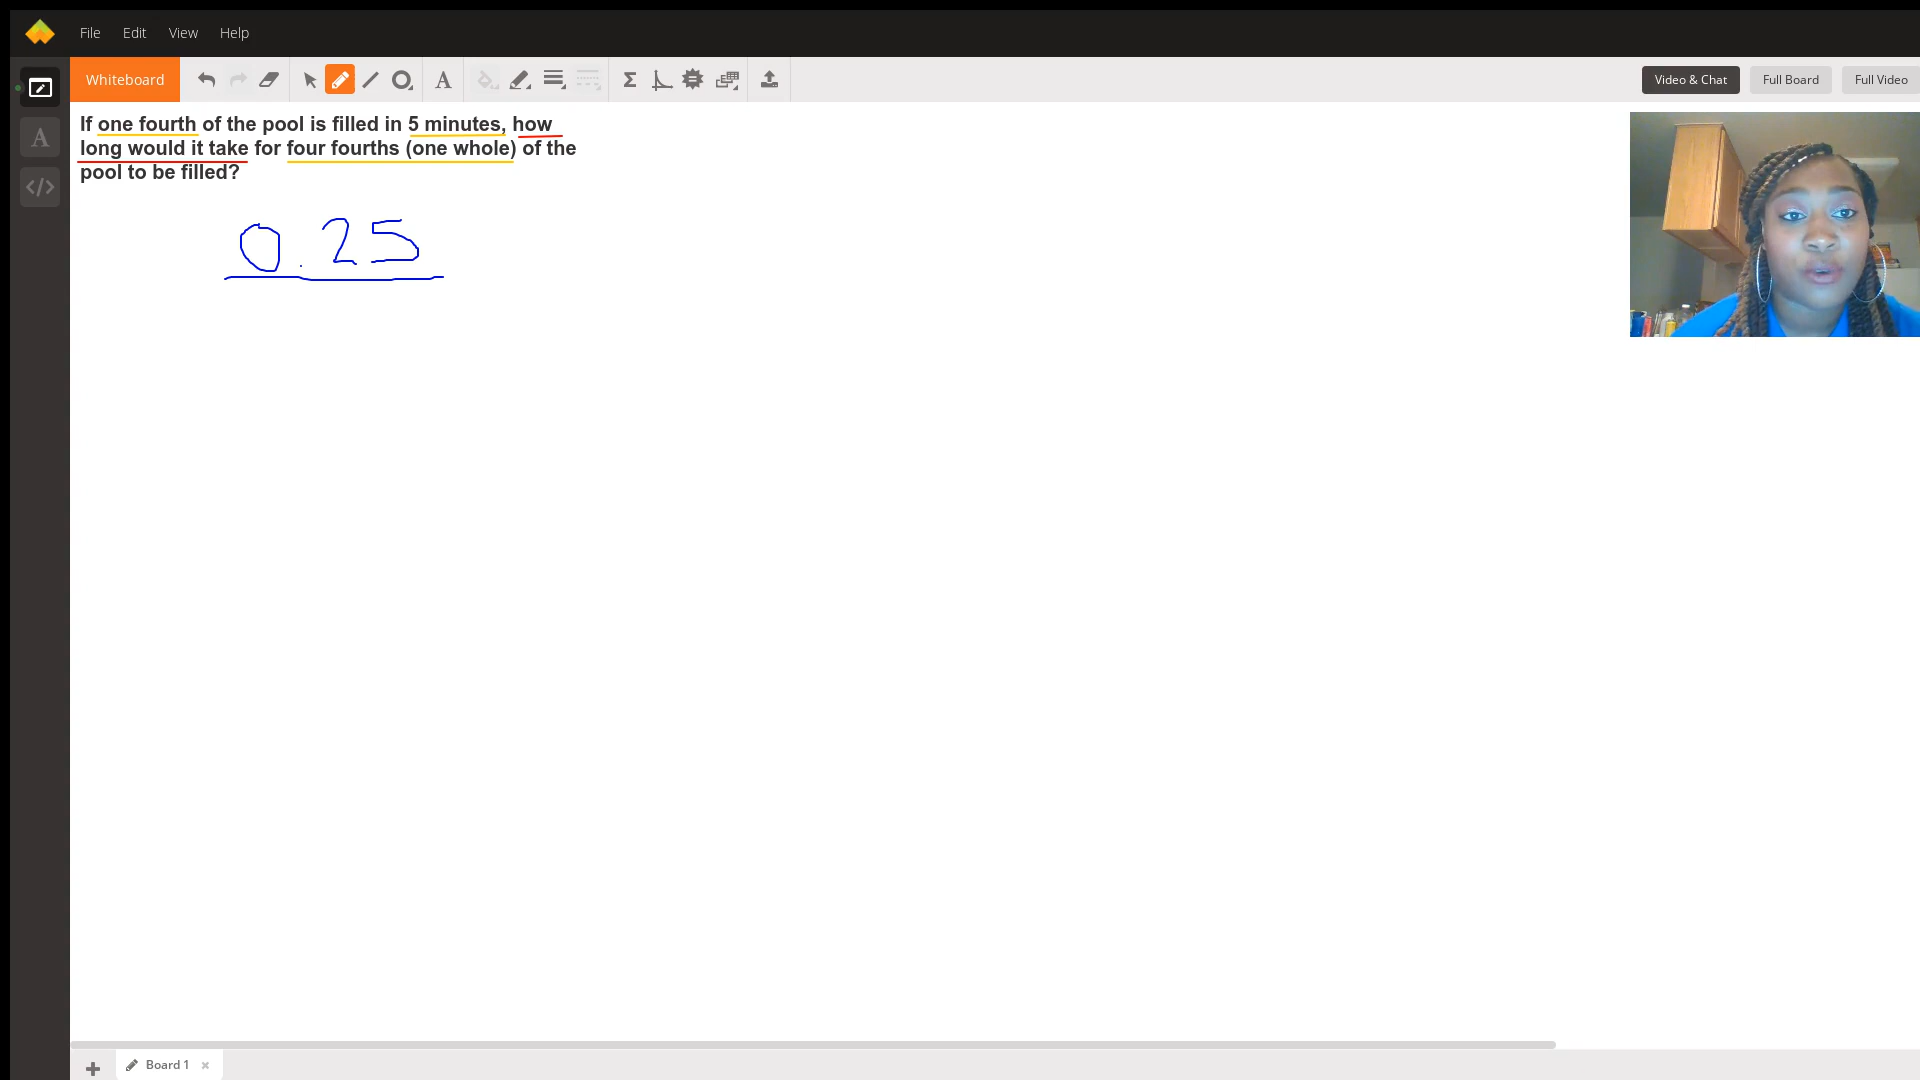 File Edit View Help
Whiteboard A Σ Video & Chat Full Board Full Video
A
</>
If one fourth of the pool is filled in 5 minutes, how
long would it take for four fourths (one whole) of the
pool to be filled?
0.25
+ Board 1 ×